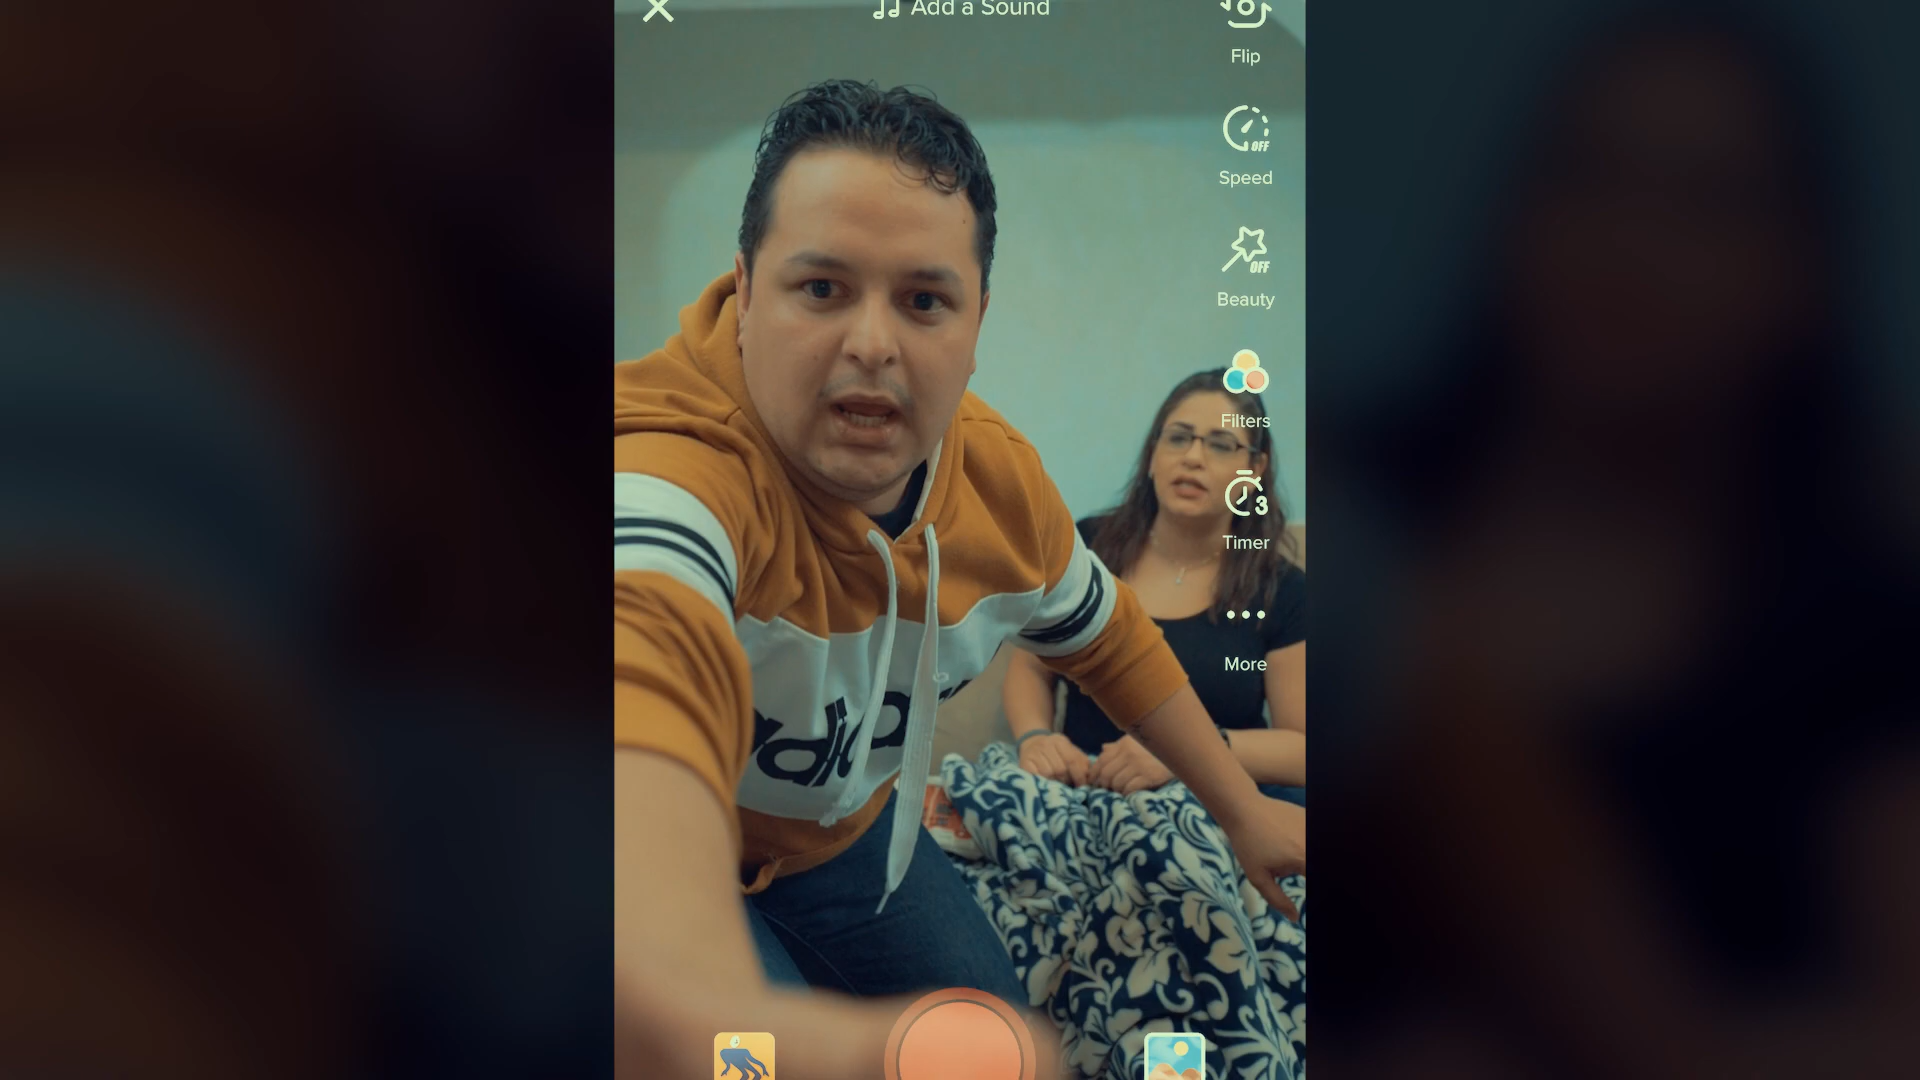 Add a Sound
Flip
OFF
Speed
OFF
Beauty
Filters
3
Timer
More